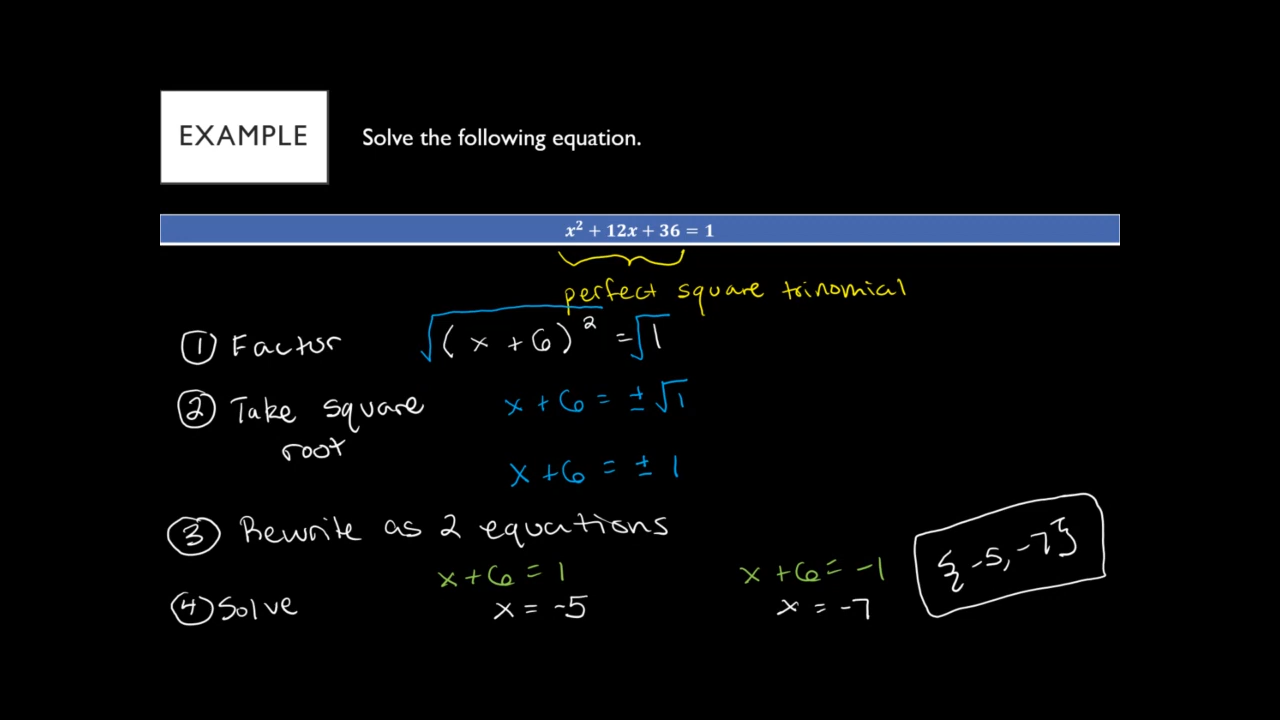 EXAMPLE
Solve the following equation.
x² + 12x + 36 = 1
perfect square trinomial
① Factor √(x + 6)² = √1
② Take square root
x + 6 = ± √1
x + 6 = ± 1
③ Rewrite as 2 equations
x + 6 = 1 x + 6 = -1
④ Solve x = -5 x = -7
{-5, -7}